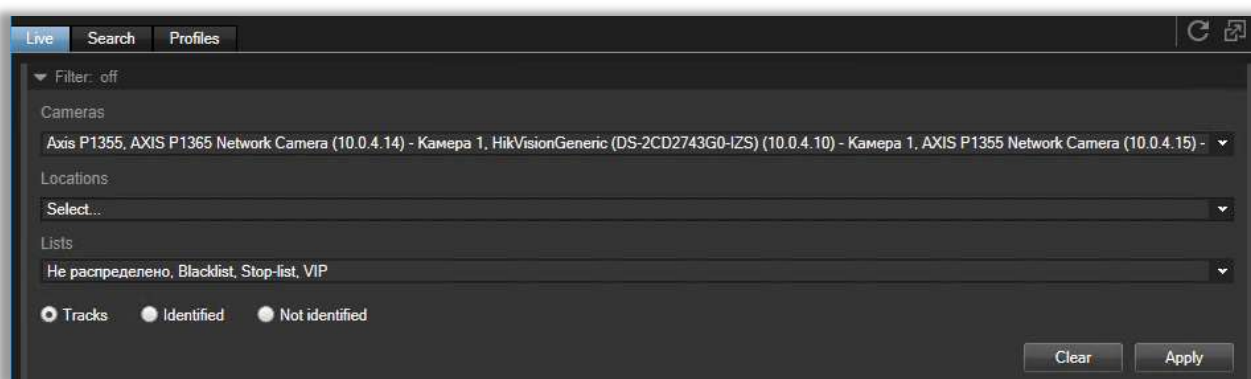 Live Search Profiles
Filter: off
Cameras
Axis P1355, AXIS P1365 Network Camera (10.0.4.14) - Камера 1, HikVisionGeneric (DS-2CD2743G0-IZS) (10.0.4.10) - Камера 1, AXIS P1355 Network Camera (10.0.4.15) -
Locations
Select...
Lists
Не распределено, Blacklist, Stop-list, VIP
Tracks Identified Not identified
Clear Apply